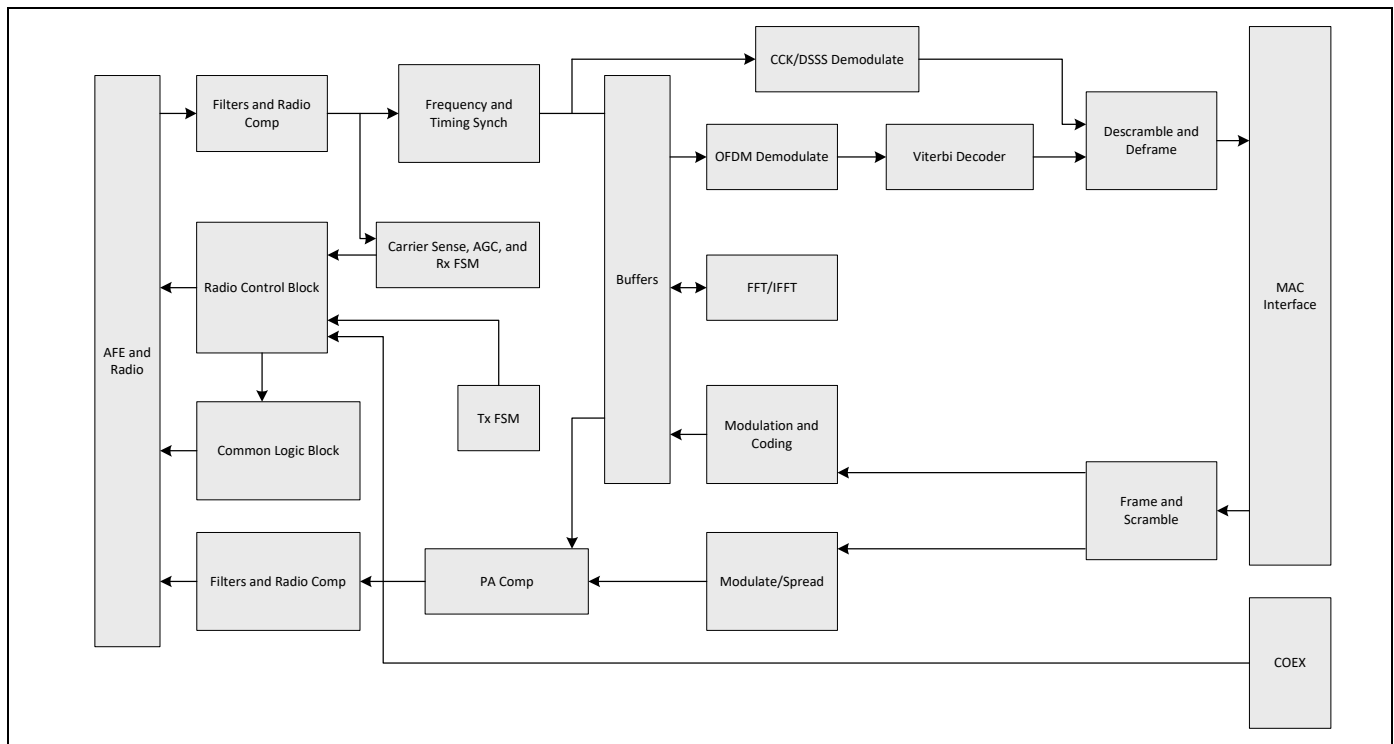 CCK/DSSS Demodulate
Filters and Radio
Comp
Frequency and
Timing Synch
Descramble and
Deframe
OFDM Demodulate
Viterbi Decoder
Carrier Sense, AGC, and
Rx FSM
Radio Control Block
Buffers
FFT/IFFT
MAC
Interface
AFE and
Radio
Tx FSM
Modulation and
Coding
Common Logic Block
Frame and
Scramble
Filters and Radio Comp
PA Comp
Modulate/Spread
COEX